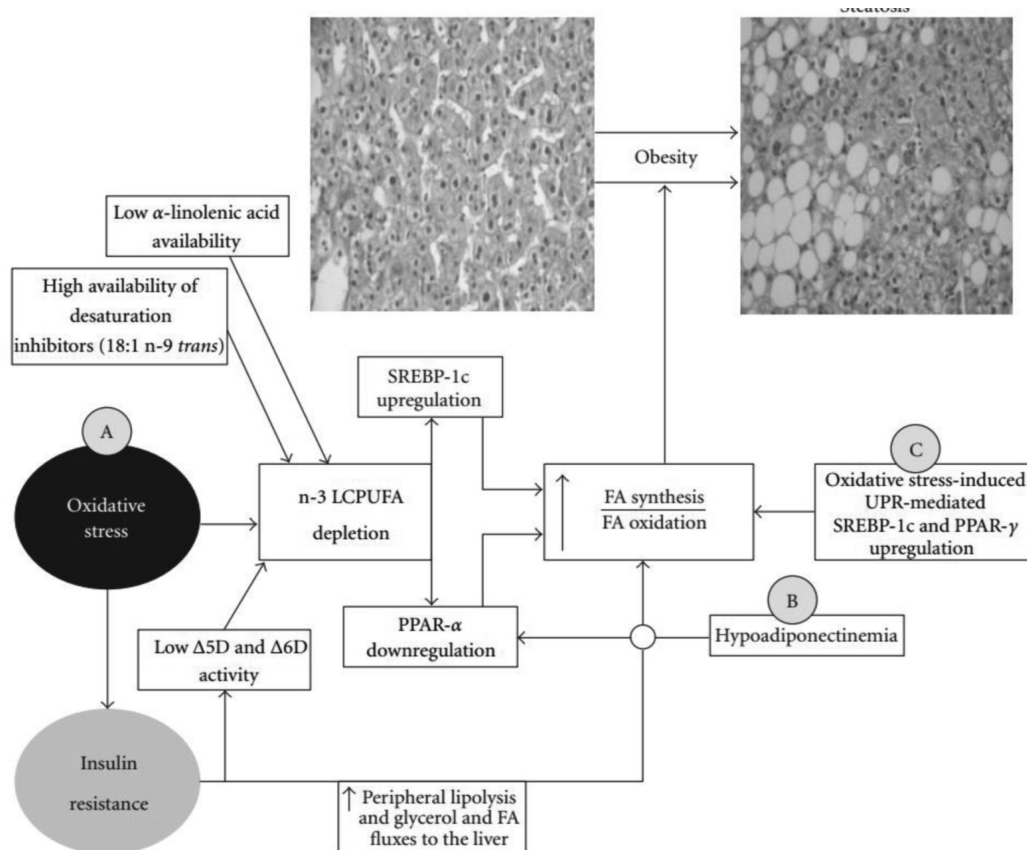 Steatosis
Obesity
Low α-linolenic acid
availability
High availability of
desaturation
inhibitors (18:1 n-9 trans)
SREBP-1c
upregulation
A
Oxidative
stress
n-3 LCPUFA
depletion
↑ FA synthesis
FA oxidation
C
Oxidative stress-induced
UPR-mediated
SREBP-1c and PPAR-γ
upregulation
B
Hypoadiponectinemia
PPAR-α
downregulation
Low Δ5D and Δ6D
activity
Insulin
resistance
↑ Peripheral lipolysis
and glycerol and FA
fluxes to the liver